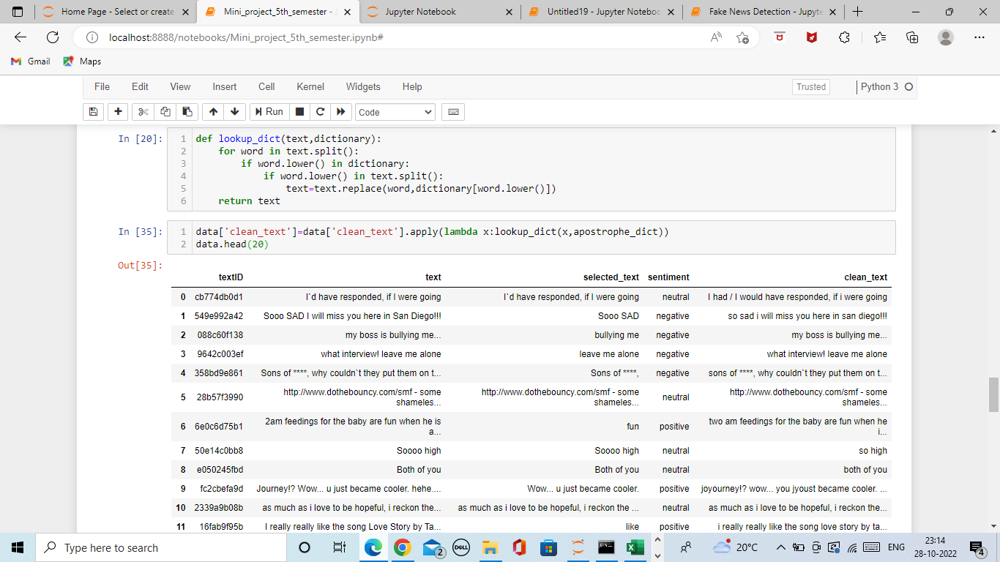 Home Page - Select or create
Mini_project_5th_semester - J
Jupyter Notebook
Untitled19 - Jupyter Noteboo
Fake News Detection - Jupyte
localhost:8888/notebooks/Mini_project_5th_semester.ipynb#
Gmail
Maps
File Edit View Insert Cell Kernel Widgets Help
Trusted
Python 3
Run
Code
In [20]:
1 def lookup_dict(text,dictionary):
2 for word in text.split():
3 if word.lower() in dictionary:
4 if word.lower() in text.split():
5 text=text.replace(word,dictionary[word.lower()])
6 return text
In [35]:
1 data['clean_text']=data['clean_text'].apply(lambda x:lookup_dict(x,apostrophe_dict))
2 data.head(20)
Out[35]:
textID text selected_text sentiment clean_text
0 cb774db0d1 I`d have responded, if I were going I`d have responded, if I were going neutral I had / I would have responded, if i were going
1 549e992a42 Sooo SAD I will miss you here in San Diego!!! Sooo SAD negative so sad i will miss you here in san diego!!!
2 088c60f138 my boss is bullying me... bullying me negative my boss is bullying me...
3 9642c003ef what interview! leave me alone leave me alone negative what interview! leave me alone
4 358bd9e861 Sons of ****, why couldn`t they put them on t... Sons of ****, negative sons of ****, why couldn`t they put them on t...
5 28b57f3990 http://www.dothebouncy.com/smf - some shameles... http://www.dothebouncy.com/smf - some shameles... neutral http://www.dothebouncy.com/smf - some shameles...
6 6e0c6d75b1 2am feedings for the baby are fun when he is a... fun positive two am feedings for the baby are fun when he i...
7 50e14c0bb8 Soooo high Soooo high neutral so high
8 e050245fbd Both of you Both of you neutral both of you
9 fc2cbefa9d Journey!? Wow... u just became cooler. hehe.... Wow... u just became cooler. positive joyourney!? wow... you jyoust became cooler. ...
10 2339a9b08b as much as i love to be hopeful, i reckon the... as much as i love to be hopeful, i reckon the ... neutral as much as i love to be hopeful, i reckon the...
11 16fab9f95b I really really like the song Love Story by Ta... like positive i really really like the song love story by ta...
Type here to search
2
DELL
20°C
ENG
23:14
28-10-2022
4